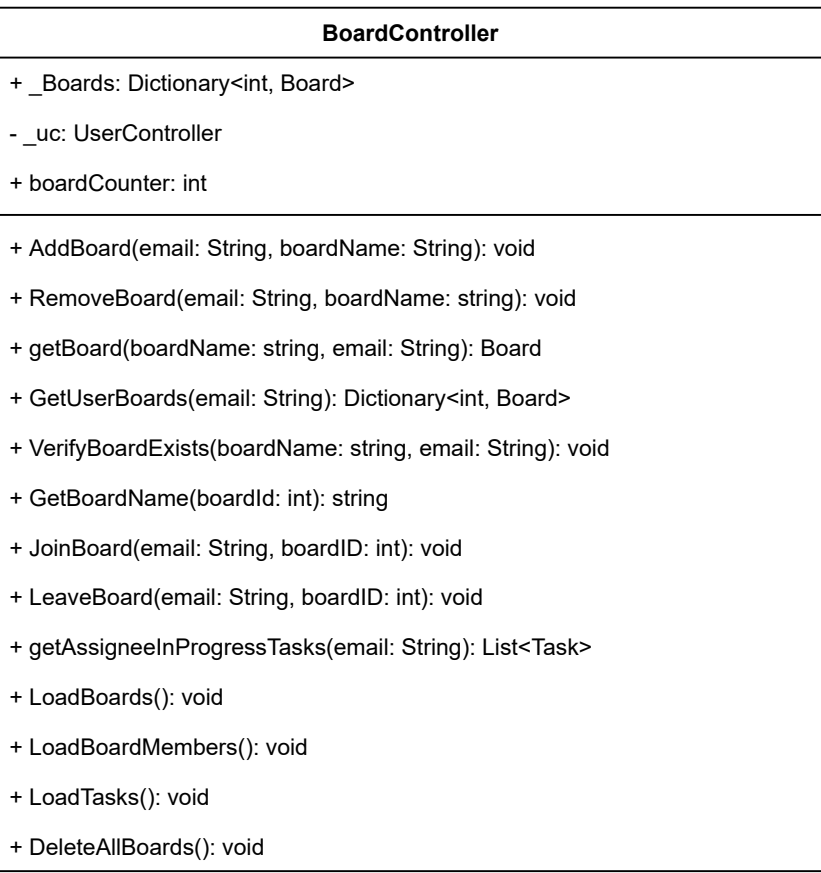 BoardController
+ _Boards: Dictionary<int, Board>
- _uc: UserController
+ boardCounter: int
+ AddBoard(email: String, boardName: String): void
+ RemoveBoard(email: String, boardName: string): void
+ getBoard(boardName: string, email: String): Board
+ GetUserBoards(email: String): Dictionary<int, Board>
+ VerifyBoardExists(boardName: string, email: String): void
+ GetBoardName(boardId: int): string
+ JoinBoard(email: String, boardID: int): void
+ LeaveBoard(email: String, boardID: int): void
+ getAssigneeInProgressTasks(email: String): List<Task>
+ LoadBoards(): void
+ LoadBoardMembers(): void
+ LoadTasks(): void
+ DeleteAllBoards(): void